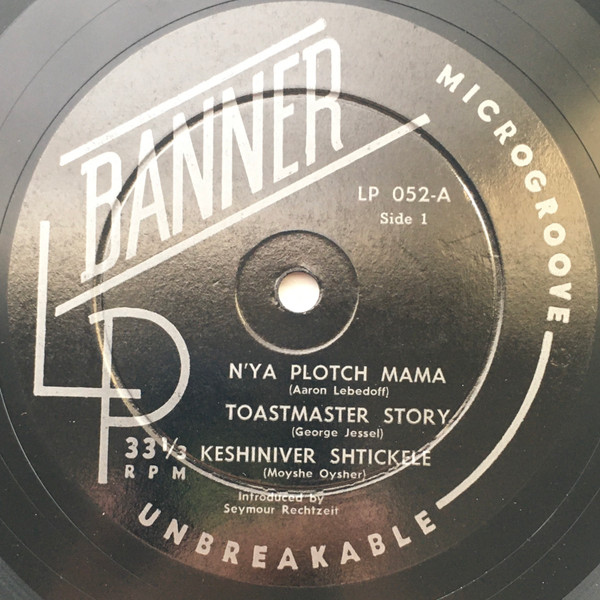 BANNER
LP
MICROGROOVE
LP 052-A
Side 1
N'YA PLOTCH MAMA
(Aaron Lebedoff)
TOASTMASTER STORY
(George Jessel)
33⅓
RPM
KESHINIVER SHTICKELE
(Moyshe Oysher)
Introduced by
Seymour Rechtzeit
UNBREAKABLE